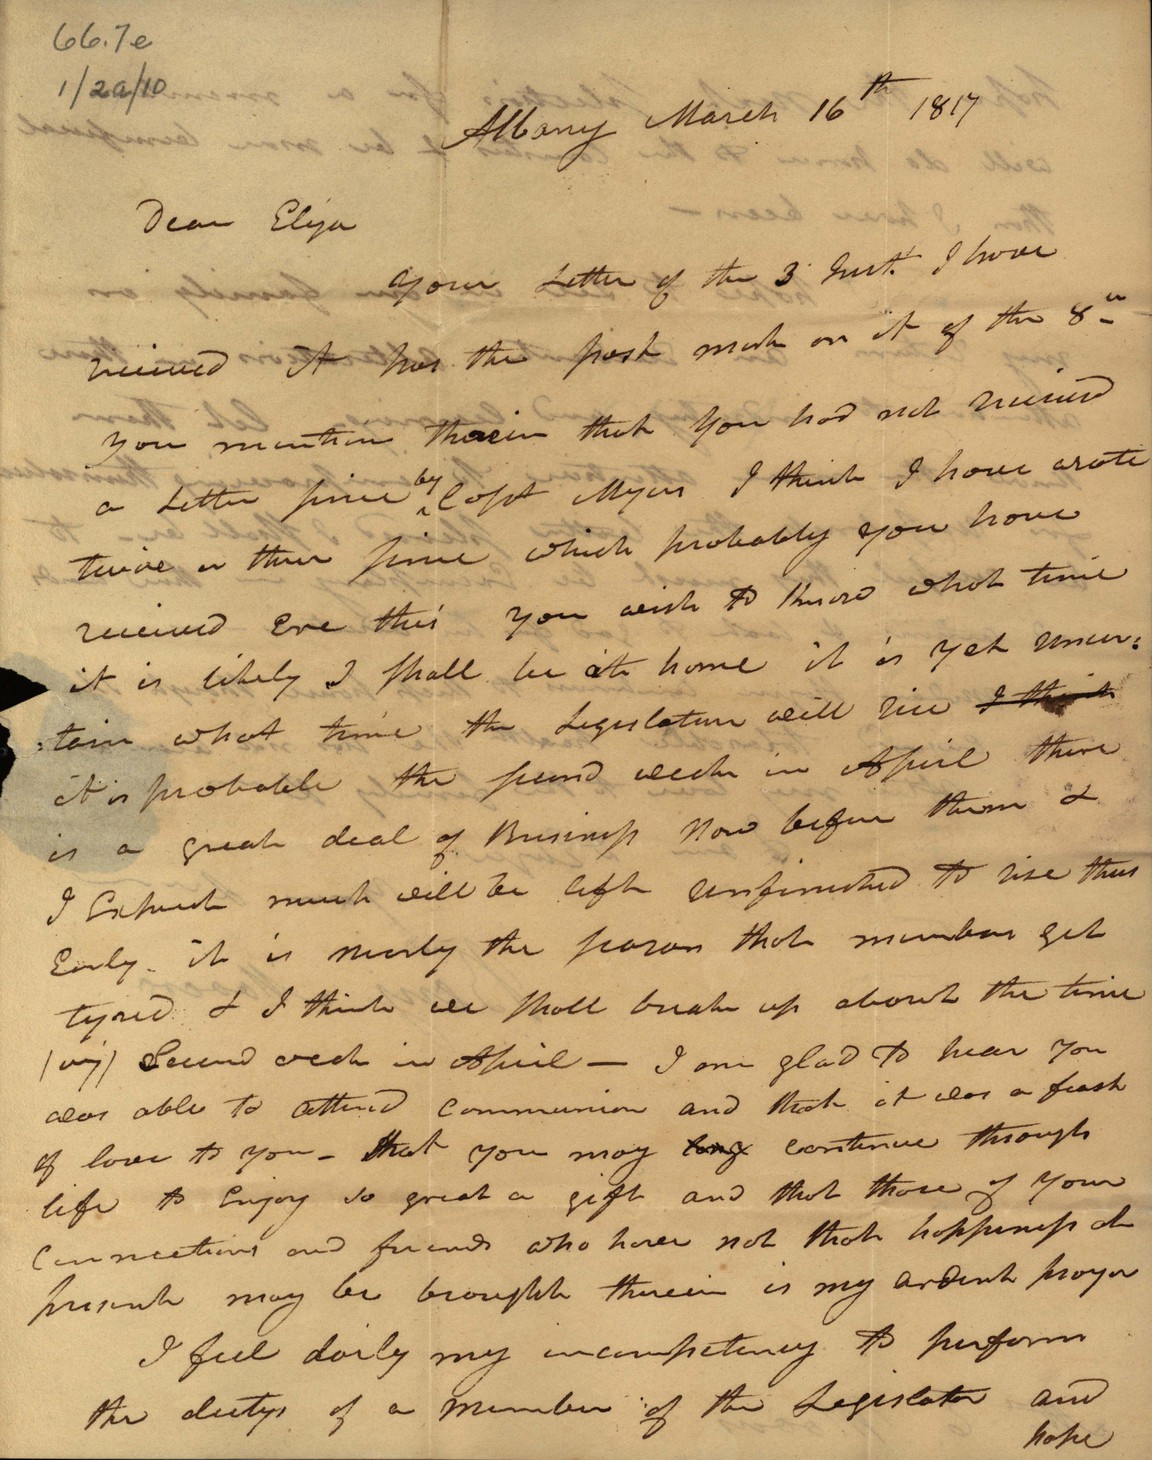 66.7e
1/2a/10
Albany March 16th 1817
Dear Eliza
Your Letter of the 3 Inst. I have
received It has the post mark on it of the 8th
you mention therein that you had not received
a Letter since by Capt Myers I think I have wrote
twice or three since which probably you have
received Ere this you wish to know what time
it is likely I shall be at home it is yet uncer:
:tain what time the Legislature will rise I think
it is probable the second week in April there
is a great deal of Business Now before them &
I Expect much will be left unfinished to rise thus
Early. it is nearly the season that members get
tyred & I think we shall break up about the time
(viz) Second week in April — I am glad to hear you
was able to attend Communion and that it was a feast
of love to you – that you may long continue through
life to Enjoy so great a gift and that those of your
Connections and friends who have not that happiness at
present may be brought therein is my ardent prayer
I feel daily my incompetency to perform
the dutys of a Member of the Legislator and
hope